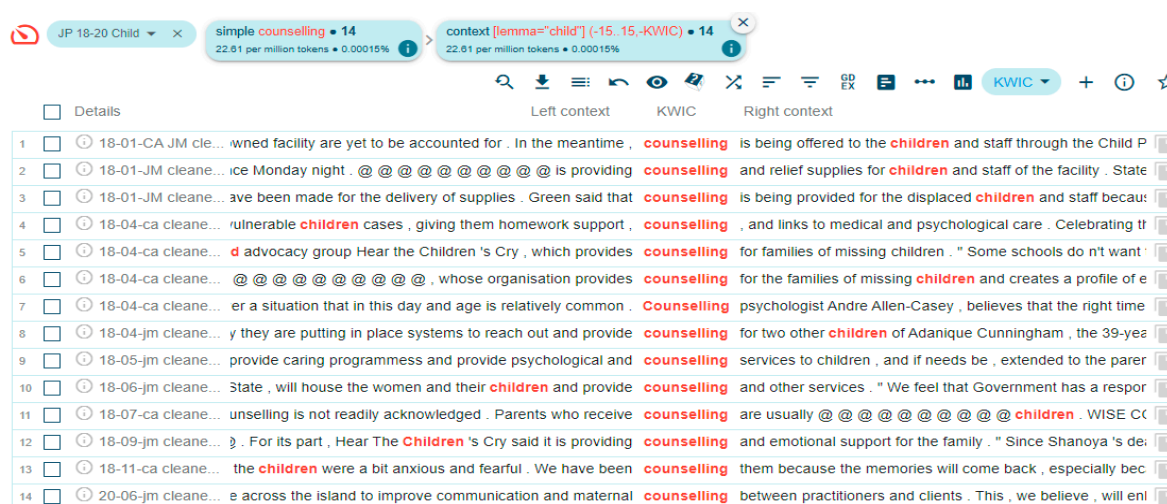 JP 18-20 Child
simple counselling • 14
22.61 per million tokens • 0.00015%
context [lemma="child"] (-15..15,-KWIC) • 14
22.61 per million tokens • 0.00015%
GD EX
KWIC
Details Left context KWIC Right context
1 18-01-CA JM cle... owned facility are yet to be accounted for . In the meantime , counselling is being offered to the children and staff through the Child P
2 18-01-JM cleane... ce Monday night . @ @ @ @ @ @ @ @ @ @ is providing counselling and relief supplies for children and staff of the facility . State
3 18-01-JM cleane... ave been made for the delivery of supplies . Green said that counselling is being provided for the displaced children and staff becaus
4 18-04-ca cleane... vulnerable children cases , giving them homework support , counselling , and links to medical and psychological care . Celebrating th
5 18-04-ca cleane... d advocacy group Hear the Children 's Cry , which provides counselling for families of missing children . " Some schools do n't want
6 18-04-ca cleane... @ @ @ @ @ @ @ @ @ @ , whose organisation provides counselling for the families of missing children and creates a profile of e
7 18-04-ca cleane... er a situation that in this day and age is relatively common . Counselling psychologist Andre Allen-Casey , believes that the right time
8 18-04-jm cleane... y they are putting in place systems to reach out and provide counselling for two other children of Adanique Cunningham , the 39-yea
9 18-05-jm cleane... provide caring programmess and provide psychological and counselling services to children , and if needs be , extended to the paren
10 18-06-jm cleane... State , will house the women and their children and provide counselling and other services . " We feel that Government has a respor
11 18-07-ca cleane... unselling is not readily acknowledged . Parents who receive counselling are usually @ @ @ @ @ @ @ @ @ @ children . WISE CO
12 18-09-jm cleane... . For its part , Hear The Children 's Cry said it is providing counselling and emotional support for the family . " Since Shanoya 's dea
13 18-11-ca cleane... the children were a bit anxious and fearful . We have been counselling them because the memories will come back , especially bec
14 20-06-jm cleane... e across the island to improve communication and maternal counselling between practitioners and clients . This , we believe , will enl